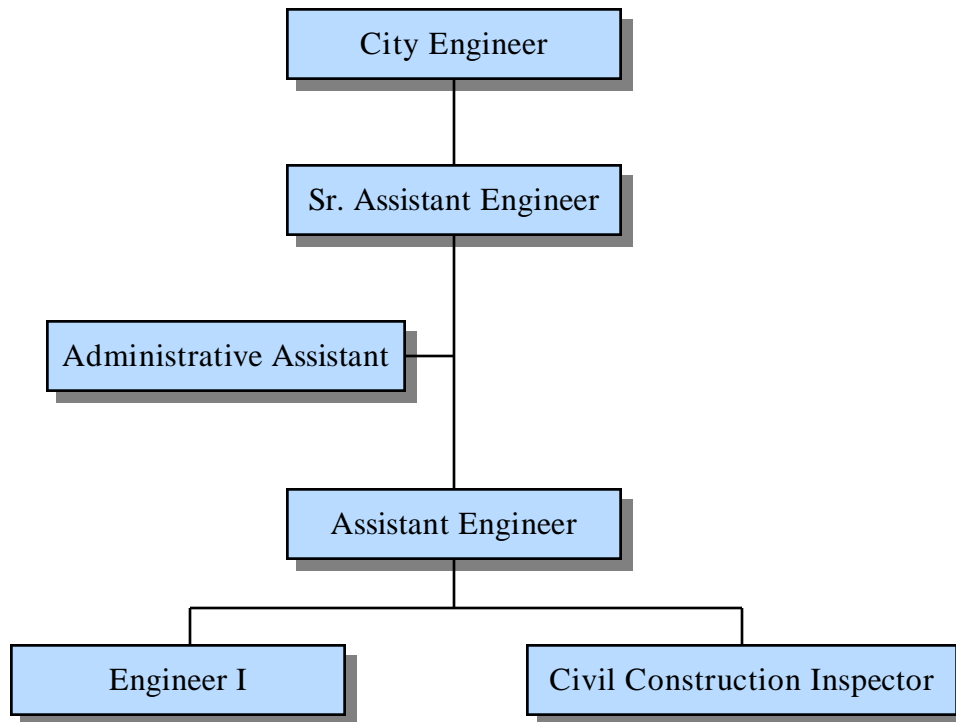 City Engineer
Sr. Assistant Engineer
Administrative Assistant
Assistant Engineer
Engineer I
Civil Construction Inspector